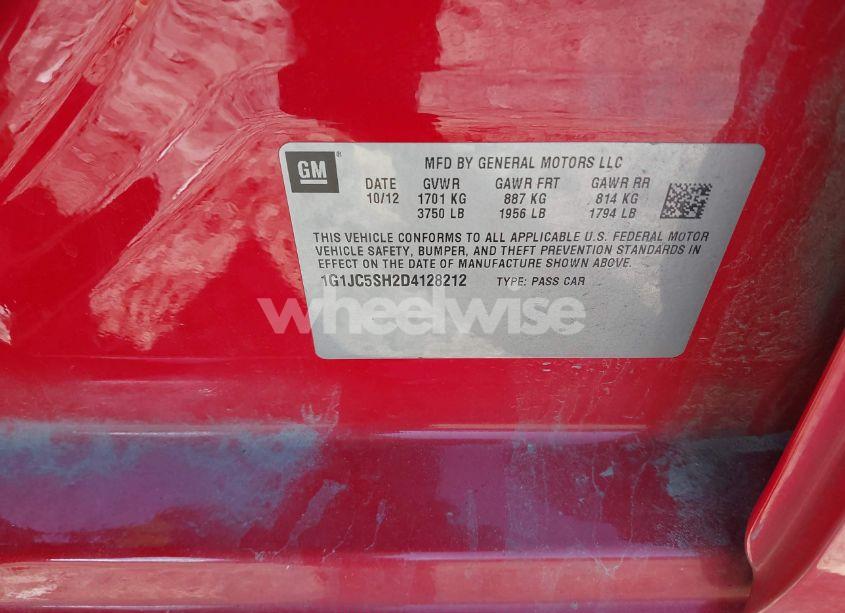 GM®
MFD BY GENERAL MOTORS LLC
DATE GVWR GAWR FRT GAWR RR
10/12 1701 KG 887 KG 814 KG
3750 LB 1956 LB 1794 LB
THIS VEHICLE CONFORMS TO ALL APPLICABLE U.S. FEDERAL MOTOR
VEHICLE SAFETY, BUMPER, AND THEFT PREVENTION STANDARDS IN
EFFECT ON THE DATE OF MANUFACTURE SHOWN ABOVE.
1G1JC5SH2D4128212 TYPE: PASS CAR
wheelwise